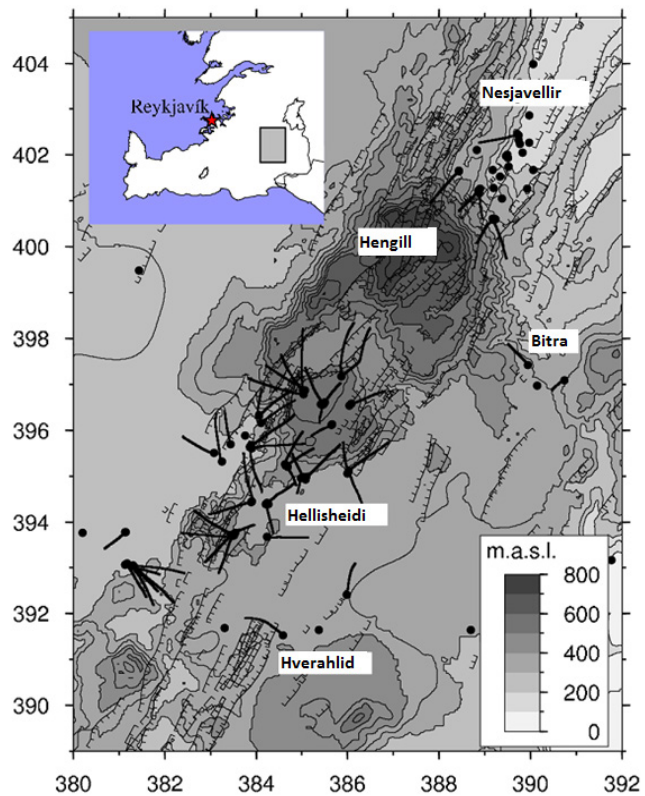 404
402
400
398
396
394
392
390
Reykjavík
Nesjavellir
Hengill
Bitra
Hellisheidi
Hverahlid
m.a.s.l.
800
600
400
200
0
380
382
384
386
388
390
392